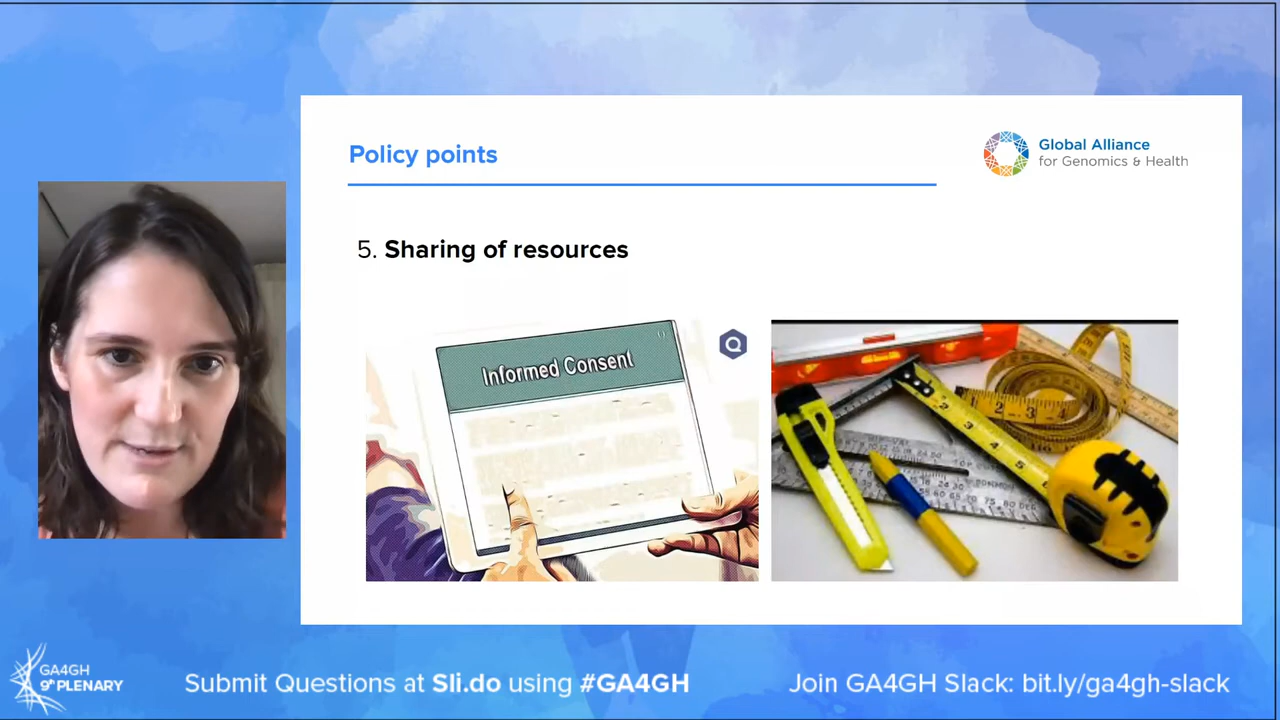 Policy points
Global Alliance
for Genomics & Health
5. Sharing of resources
Informed Consent
GA4GH
9th PLENARY
Submit Questions at Sli.do using #GA4GH
Join GA4GH Slack: bit.ly/ga4gh-slack